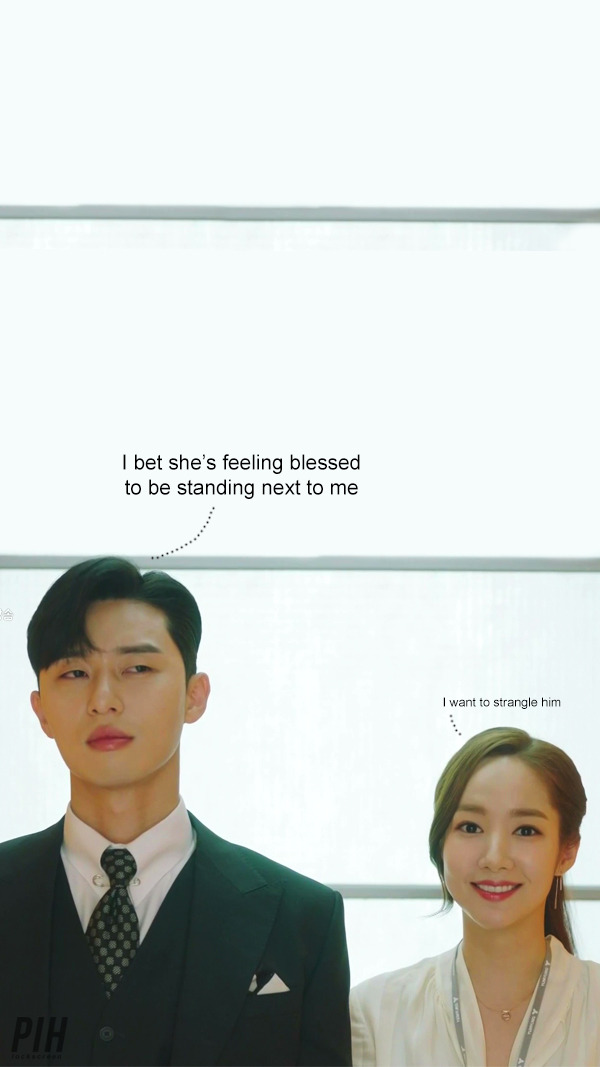 I bet she's feeling blessed
to be standing next to me
I want to strangle him
PIH